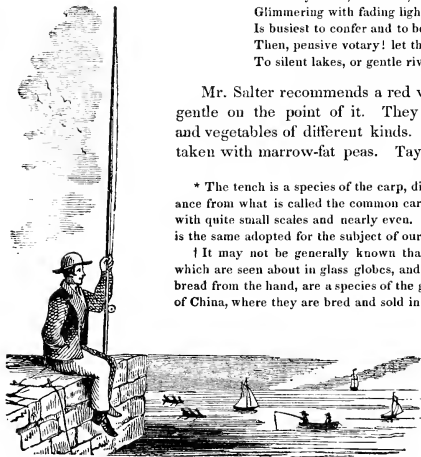 Glimmering with fading ligh
Is busiest to confer and to be
Then, pensive votary! let th
To silent lakes, or gentle riv
Mr. Salter recommends a red v
gentle on the point of it. They
and vegetables of different kinds.
taken with marrow-fat peas. Tay
* The tench is a species of the carp, di
ance from what is called the common car
with quite small scales and nearly even.
is the same adopted for the subject of our
† It may not be generally known tha
which are seen about in glass globes, and
bread from the hand, are a species of the g
of China, where they are bred and sold in